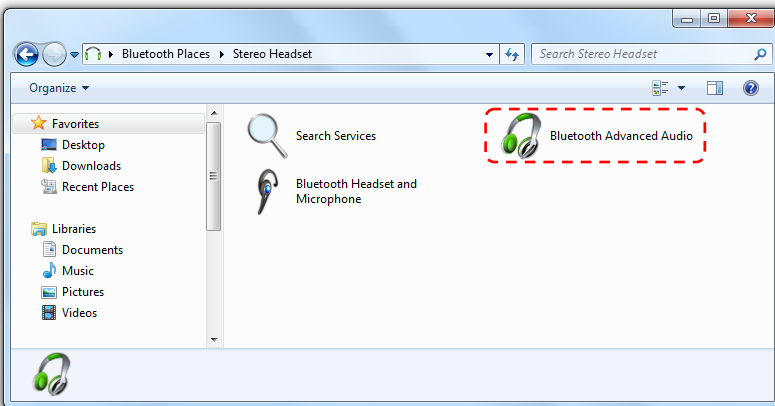 Bluetooth Places
Stereo Headset
Search Stereo Headset
Organize
Favorites
Desktop
Downloads
Recent Places
Libraries
Documents
Music
Pictures
Videos
Search Services
Bluetooth Advanced Audio
Bluetooth Headset and
Microphone